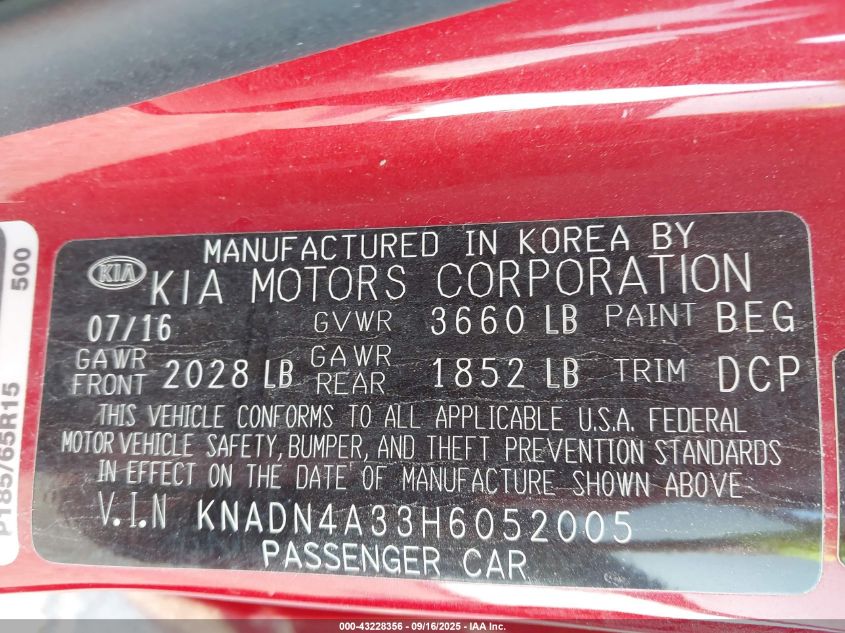 MANUFACTURED IN KOREA BY
KIA KIA MOTORS CORPORATION
07/16 GVWR 3660 LB PAINT BEG
GAWR FRONT 2028 LB GAWR REAR 1852 LB TRIM DCP
THIS VEHICLE CONFORMS TO ALL APPLICABLE U.S.A. FEDERAL
MOTOR VEHICLE SAFETY, BUMPER, AND THEFT PREVENTION STANDARDS
IN EFFECT ON THE DATE OF MANUFACTURE SHOWN ABOVE
V.I.N KNADN4A33H6052005
PASSENGER CAR
P185/65R15
500
000-43228356 - 09/16/2025 - IAA Inc.